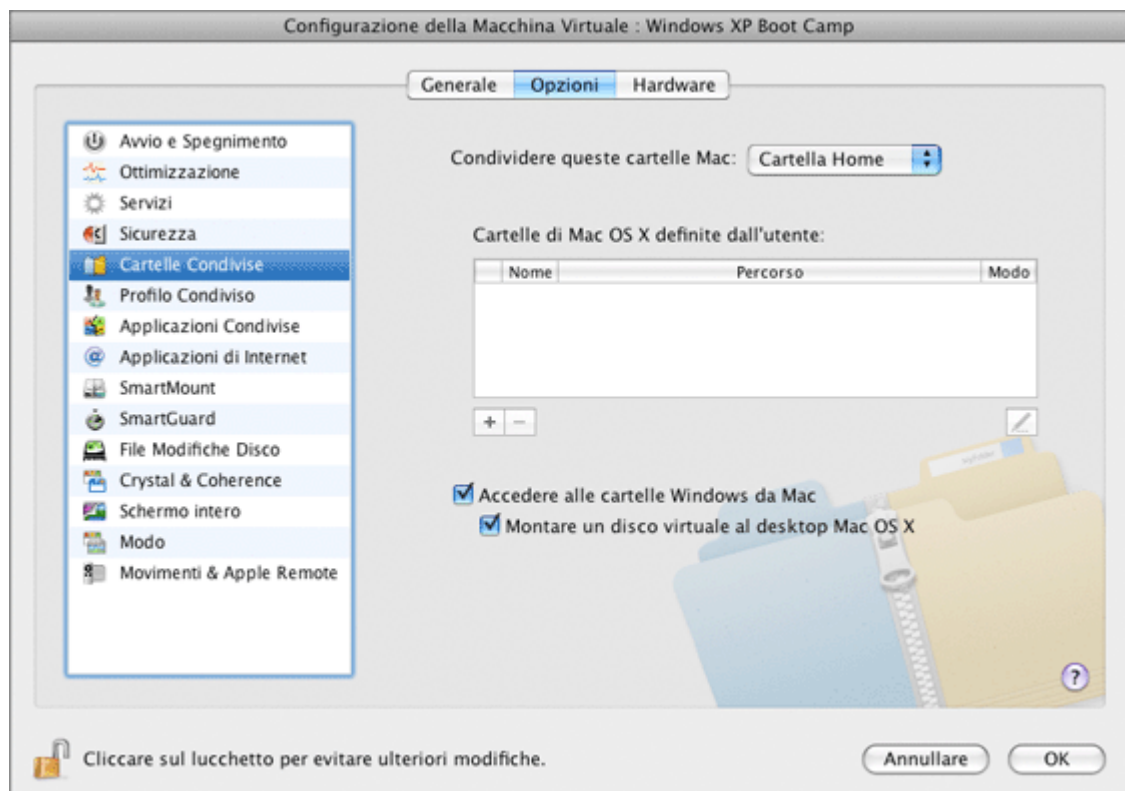 Configurazione della Macchina Virtuale : Windows XP Boot Camp
Generale Opzioni Hardware
Avvio e Spegnimento
Ottimizzazione
Servizi
Sicurezza
Cartelle Condivise
Profilo Condiviso
Applicazioni Condivise
Applicazioni di Internet
SmartMount
SmartGuard
File Modifiche Disco
Crystal & Coherence
Schermo intero
Modo
Movimenti & Apple Remote
Condividere queste cartelle Mac: Cartella Home
Cartelle di Mac OS X definite dall'utente:
Nome Percorso Modo
+ −
Accedere alle cartelle Windows da Mac
Montare un disco virtuale al desktop Mac OS X
?
Cliccare sul lucchetto per evitare ulteriori modifiche.
Annullare OK